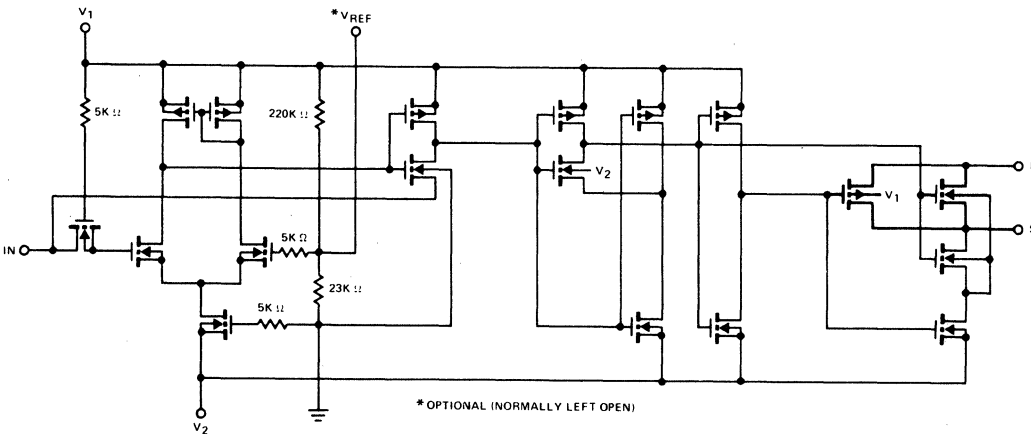 V1
*VREF
5K Ω
220K Ω
V2
V1
IN
5K Ω
23K Ω
5K Ω
V2
*OPTIONAL (NORMALLY LEFT OPEN)